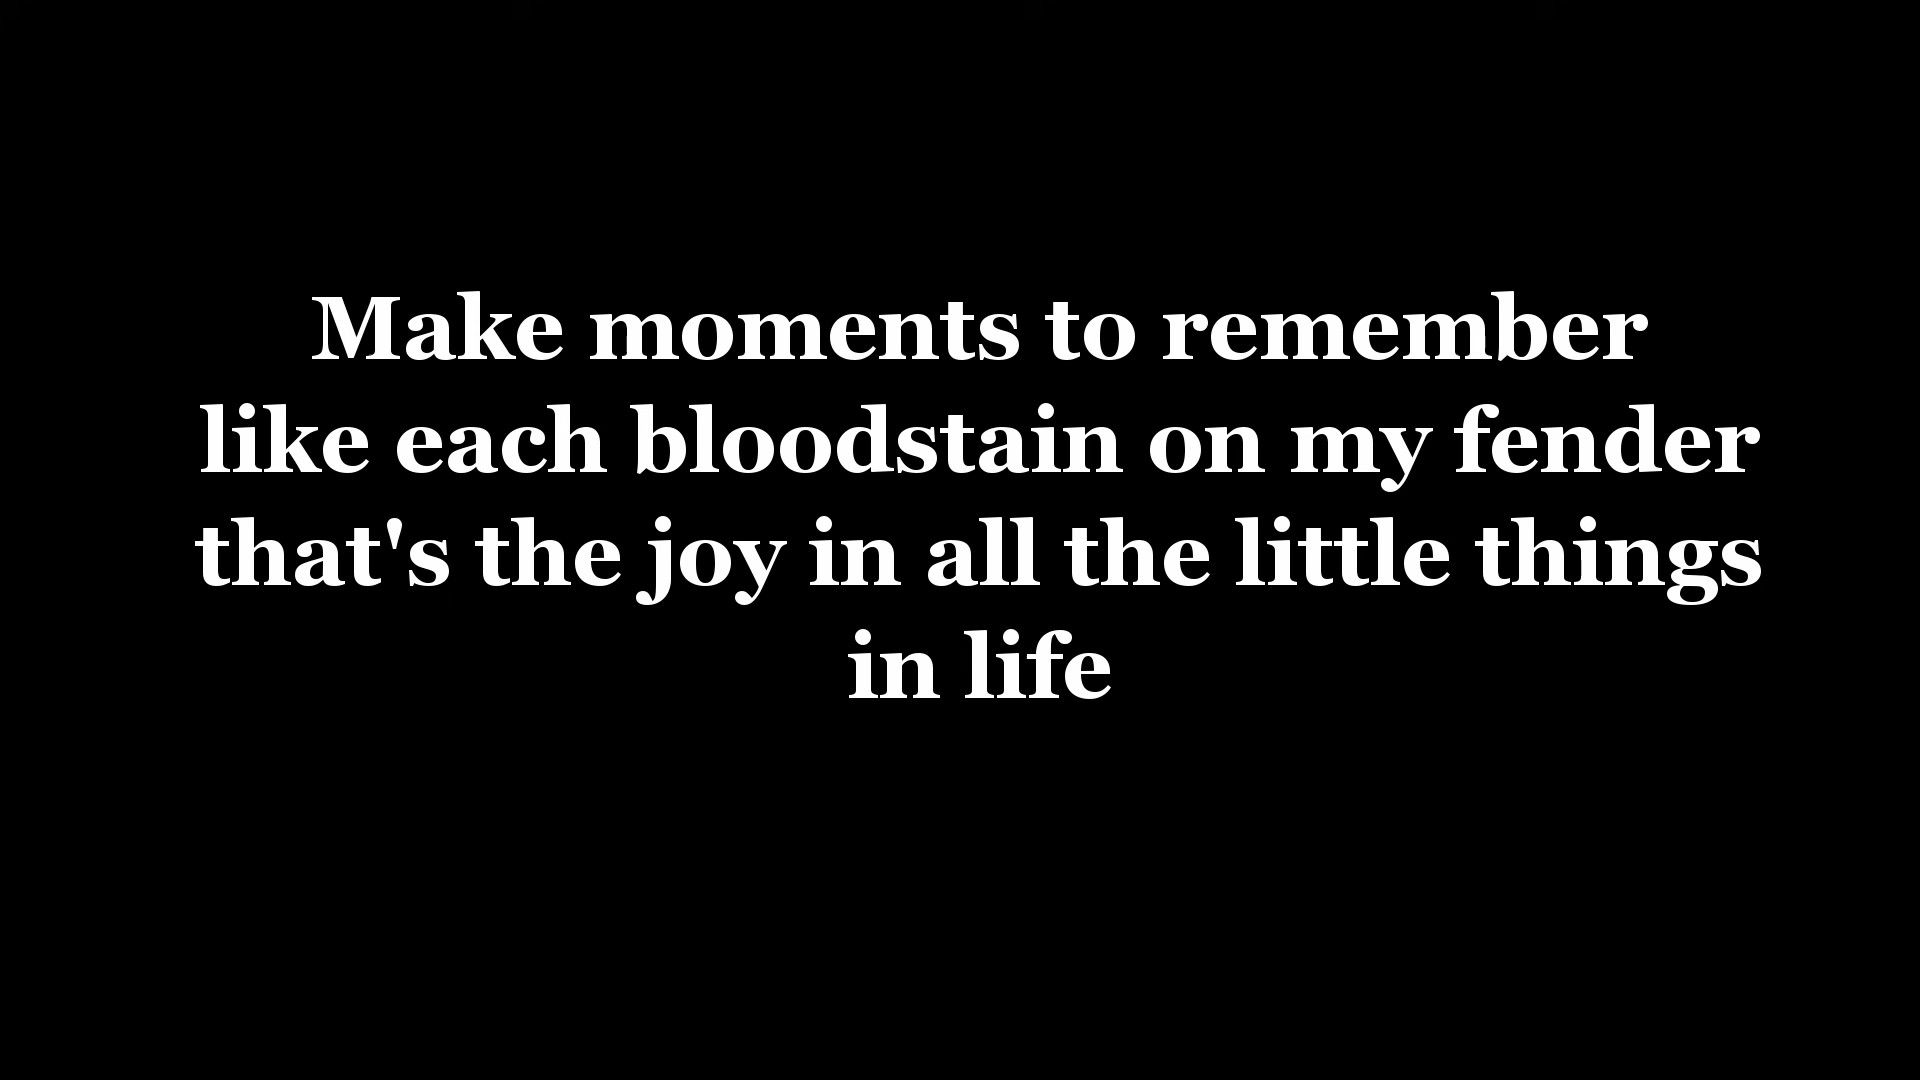 Make moments to remember
like each bloodstain on my fender
that's the joy in all the little things
in life